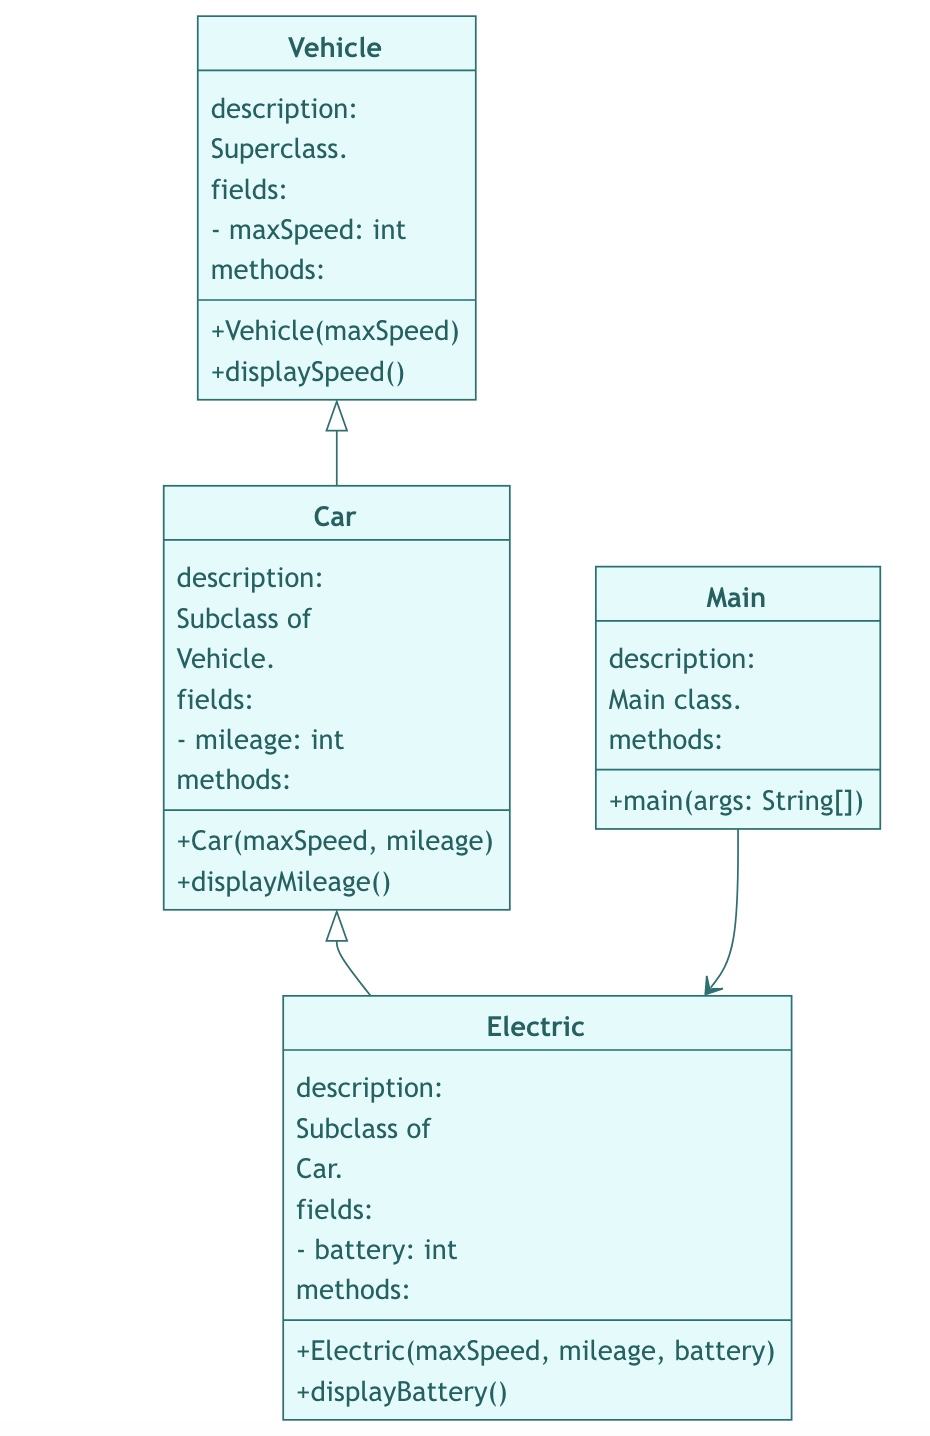 Vehicle
description:
Superclass.
fields:
- maxSpeed: int
methods:
+Vehicle(maxSpeed)
+displaySpeed()
Car
description:
Subclass of
Vehicle.
fields:
- mileage: int
methods:
+Car(maxSpeed, mileage)
+displayMileage()
Main
description:
Main class.
methods:
+main(args: String[])
Electric
description:
Subclass of
Car.
fields:
- battery: int
methods:
+Electric(maxSpeed, mileage, battery)
+displayBattery()